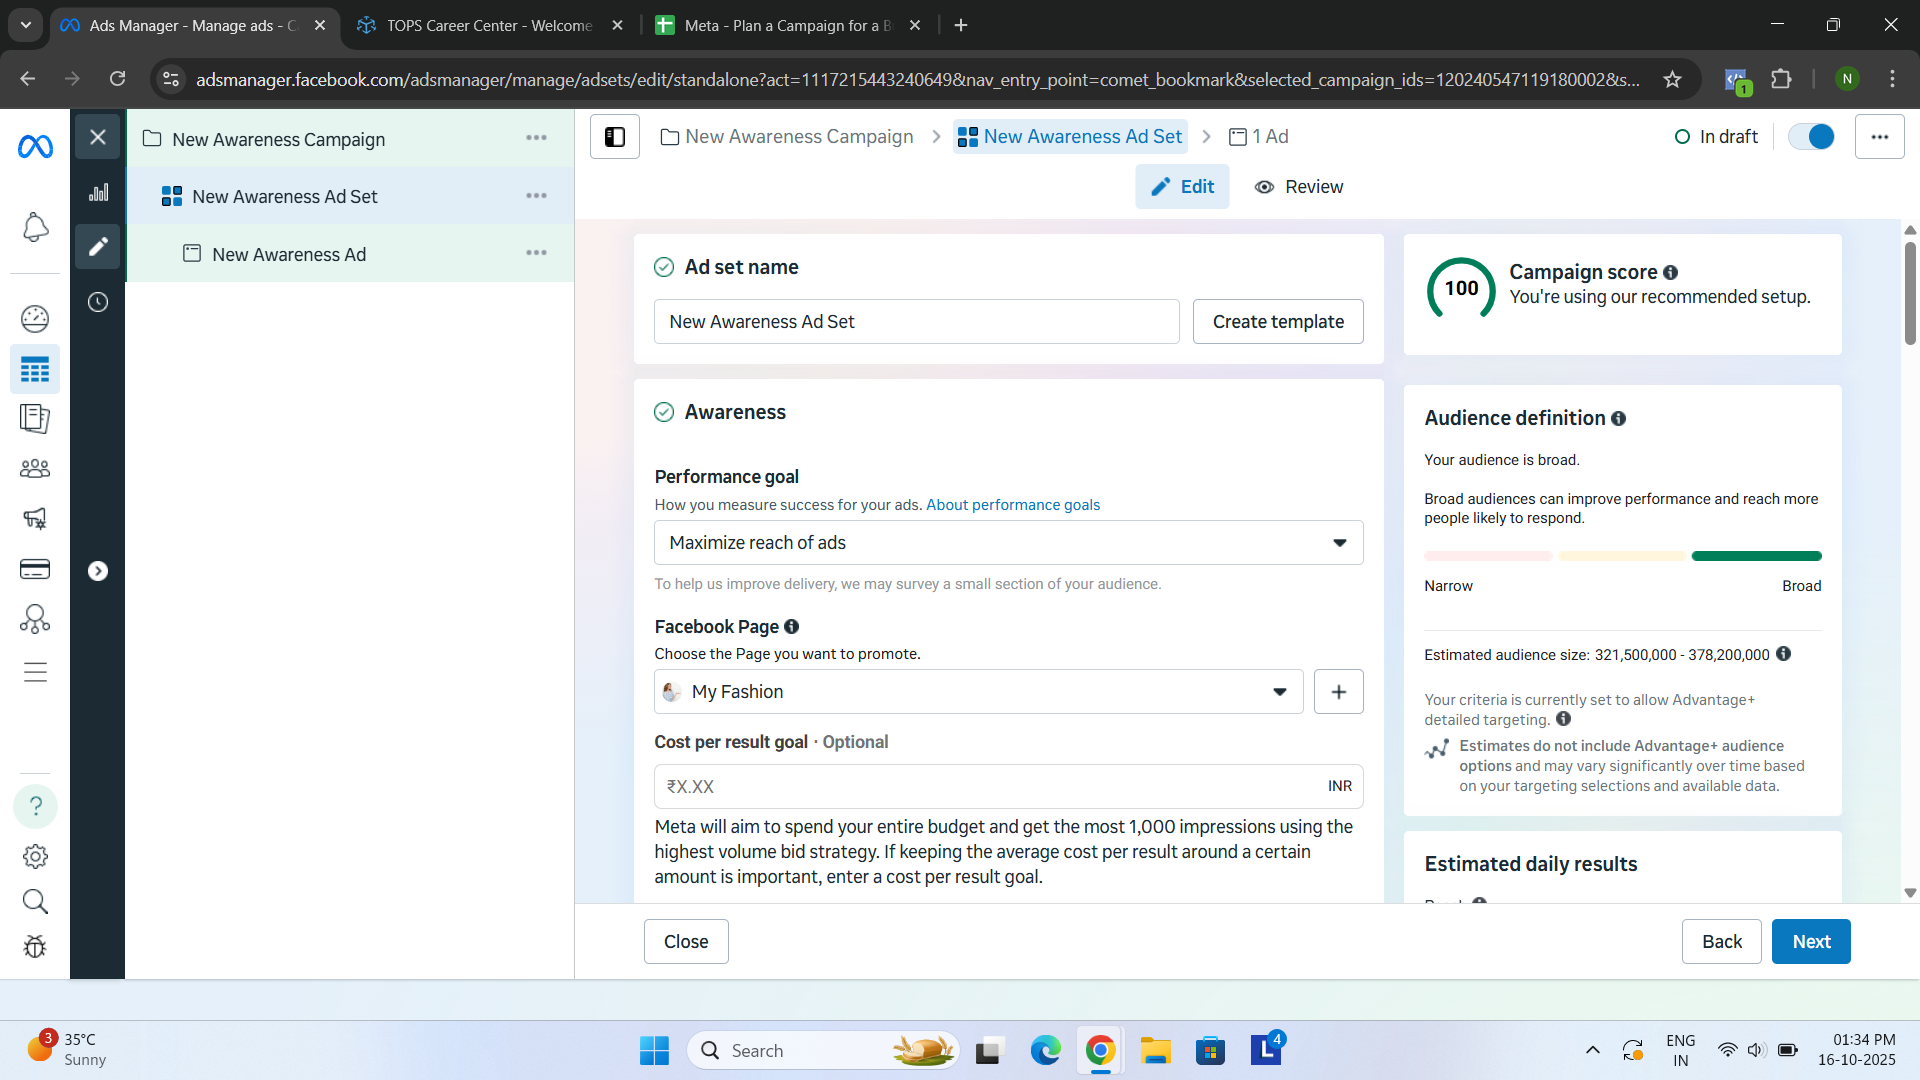 Ads Manager - Manage ads - C
TOPS Career Center - Welcome
Meta - Plan a Campaign for a B
adsmanager.facebook.com/adsmanager/manage/adsets/edit/standalone?act=1117215443240649&nav_entry_point=comet_bookmark&selected_campaign_ids=120240547119180002&s...
1
N
New Awareness Campaign
New Awareness Ad Set
New Awareness Ad
New Awareness Campaign
New Awareness Ad Set
1 Ad
In draft
Edit
Review
Ad set name
New Awareness Ad Set
Create template
Awareness
Performance goal
How you measure success for your ads. About performance goals
Maximize reach of ads
To help us improve delivery, we may survey a small section of your audience.
Facebook Page
Choose the Page you want to promote.
My Fashion
Cost per result goal · Optional
₹X.XX
INR
Meta will aim to spend your entire budget and get the most 1,000 impressions using the
highest volume bid strategy. If keeping the average cost per result around a certain
amount is important, enter a cost per result goal.
100
Campaign score
You're using our recommended setup.
Audience definition
Your audience is broad.
Broad audiences can improve performance and reach more
people likely to respond.
Narrow
Broad
Estimated audience size: 321,500,000 - 378,200,000
Your criteria is currently set to allow Advantage+
detailed targeting.
Estimates do not include Advantage+ audience
options and may vary significantly over time based
on your targeting selections and available data.
Estimated daily results
Close
Back
Next
3
35°C
Sunny
Search
L
4
ENG
IN
01:34 PM
16-10-2025